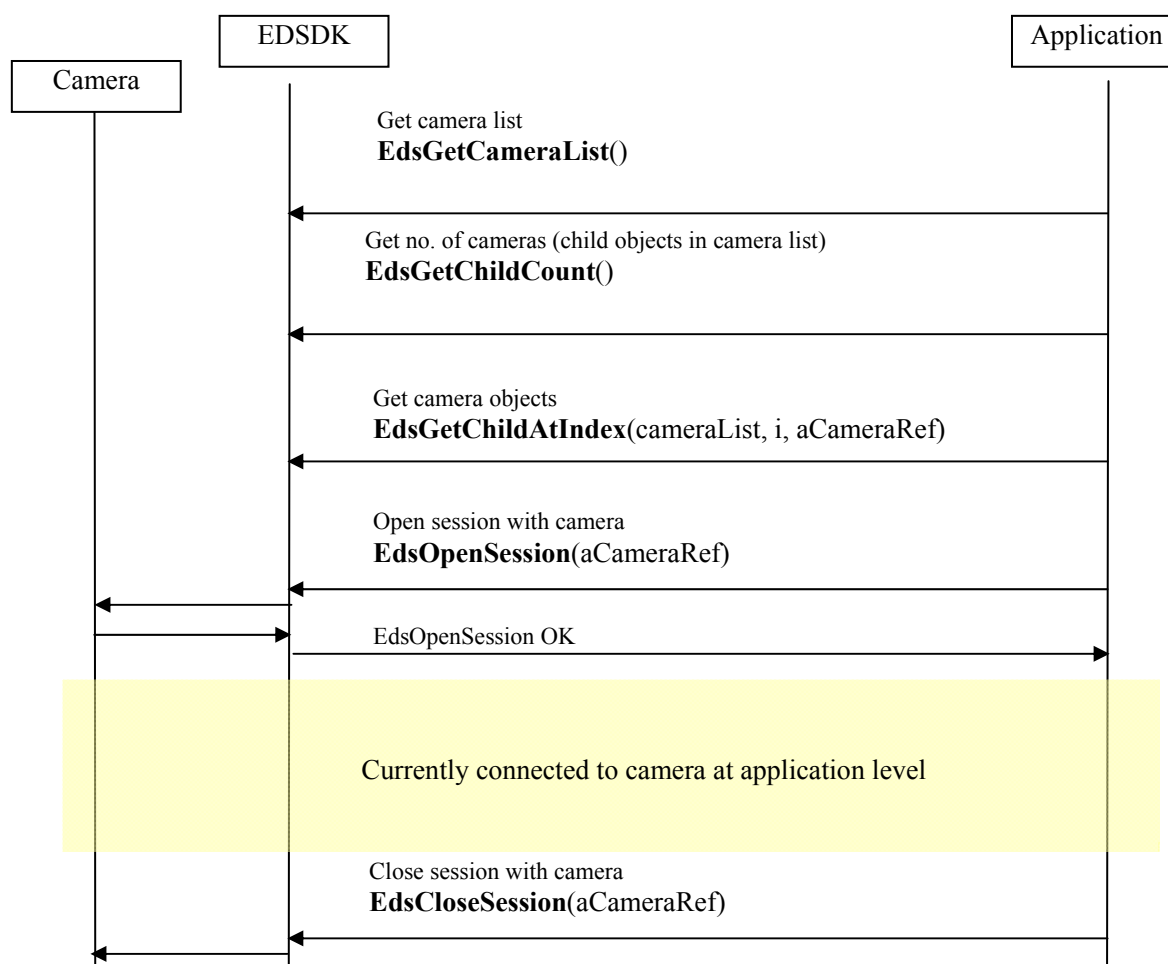 EDSDK
Application
Camera
Get camera list
EdsGetCameraList()
Get no. of cameras (child objects in camera list)
EdsGetChildCount()
Get camera objects
EdsGetChildAtIndex(cameraList, i, aCameraRef)
Open session with camera
EdsOpenSession(aCameraRef)
EdsOpenSession OK
Currently connected to camera at application level
Close session with camera
EdsCloseSession(aCameraRef)